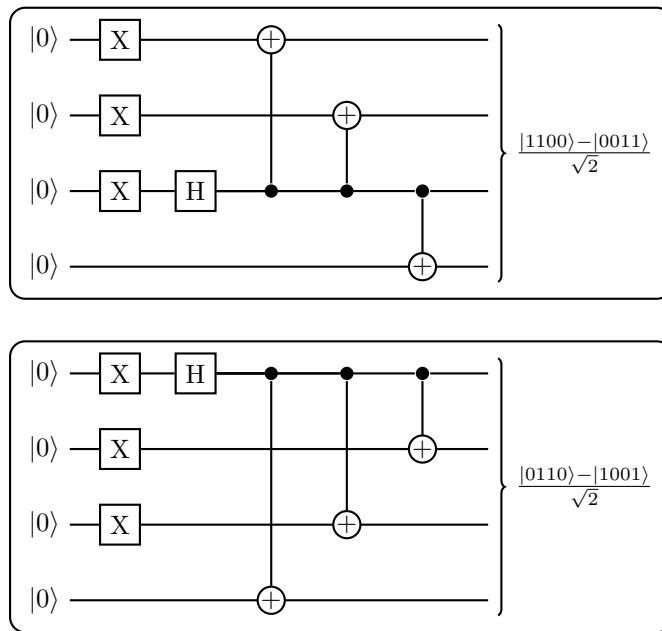 |0⟩ X
|0⟩ X
|1100⟩−|0011⟩
√2
|0⟩ X H
|0⟩
|0⟩ X H
|0⟩ X
|0110⟩−|1001⟩
√2
|0⟩ X
|0⟩